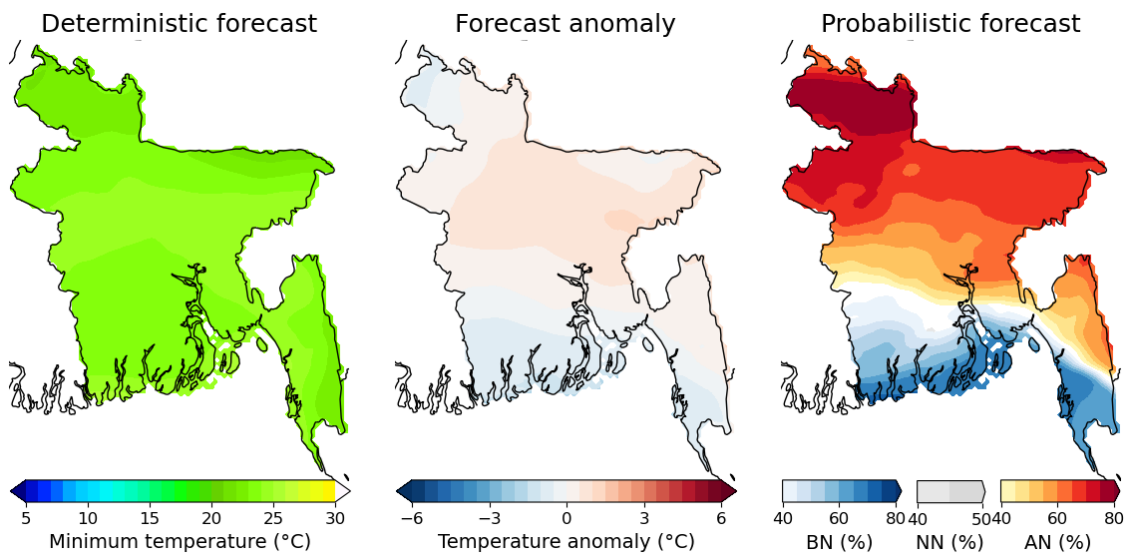 Deterministic forecast
Forecast anomaly
Probabilistic forecast
5 10 15 20 25 30
Minimum temperature (°C)
−6 −3 0 3 6
Temperature anomaly (°C)
40 60 80
BN (%)
40 50
NN (%)
40 60 80
AN (%)